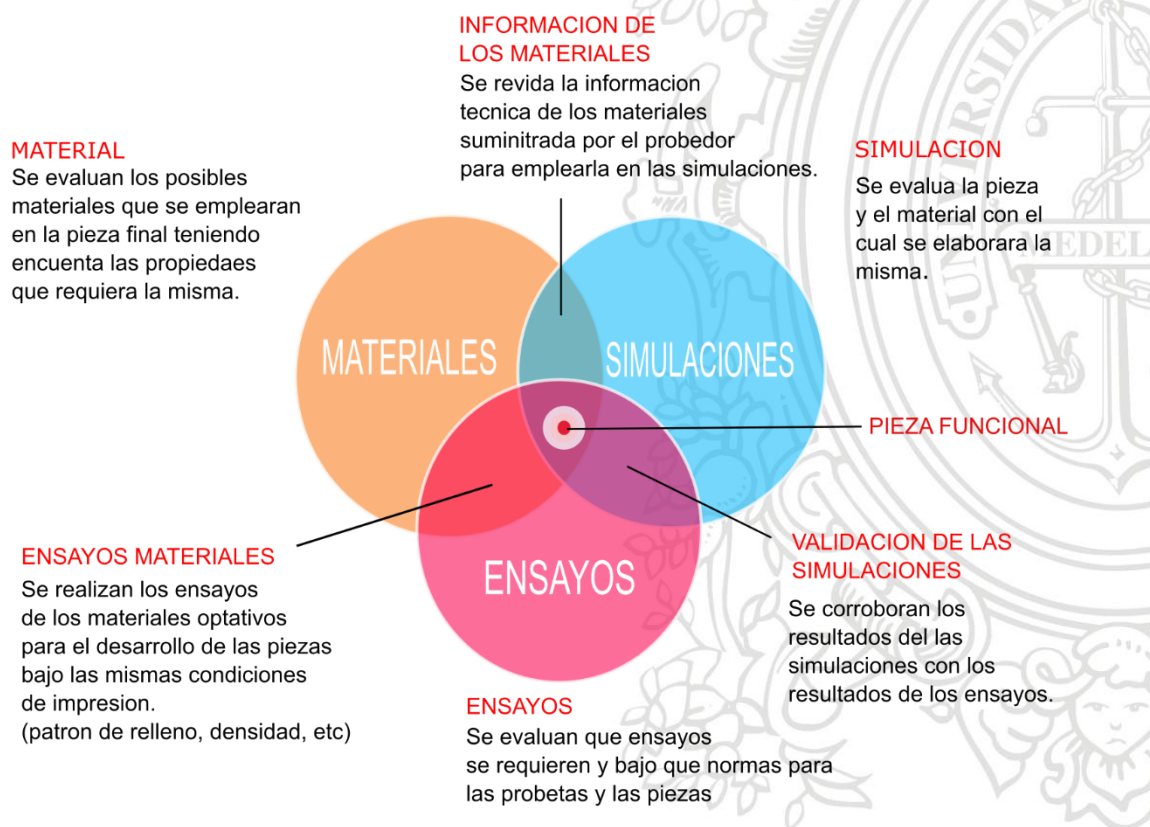 INFORMACION DE
LOS MATERIALES
Se revida la informacion
tecnica de los materiales
suminitrada por el probedor
para emplearla en las simulaciones.
MATERIAL
Se evaluan los posibles
materiales que se emplearan
en la pieza final teniendo
encuenta las propiedaes
que requiera la misma.
SIMULACION
Se evalua la pieza
y el material con el
cual se elaborara la
misma.
MATERIALES
SIMULACIONES
PIEZA FUNCIONAL
ENSAYOS
ENSAYOS MATERIALES
Se realizan los ensayos
de los materiales optativos
para el desarrollo de las piezas
bajo las mismas condiciones
de impresion.
(patron de relleno, densidad, etc)
VALIDACION DE LAS
SIMULACIONES
Se corroboran los
resultados del las
simulaciones con los
resultados de los ensayos.
ENSAYOS
Se evaluan que ensayos
se requieren y bajo que normas para
las probetas y las piezas
UNIVERSIDA
MEDEL